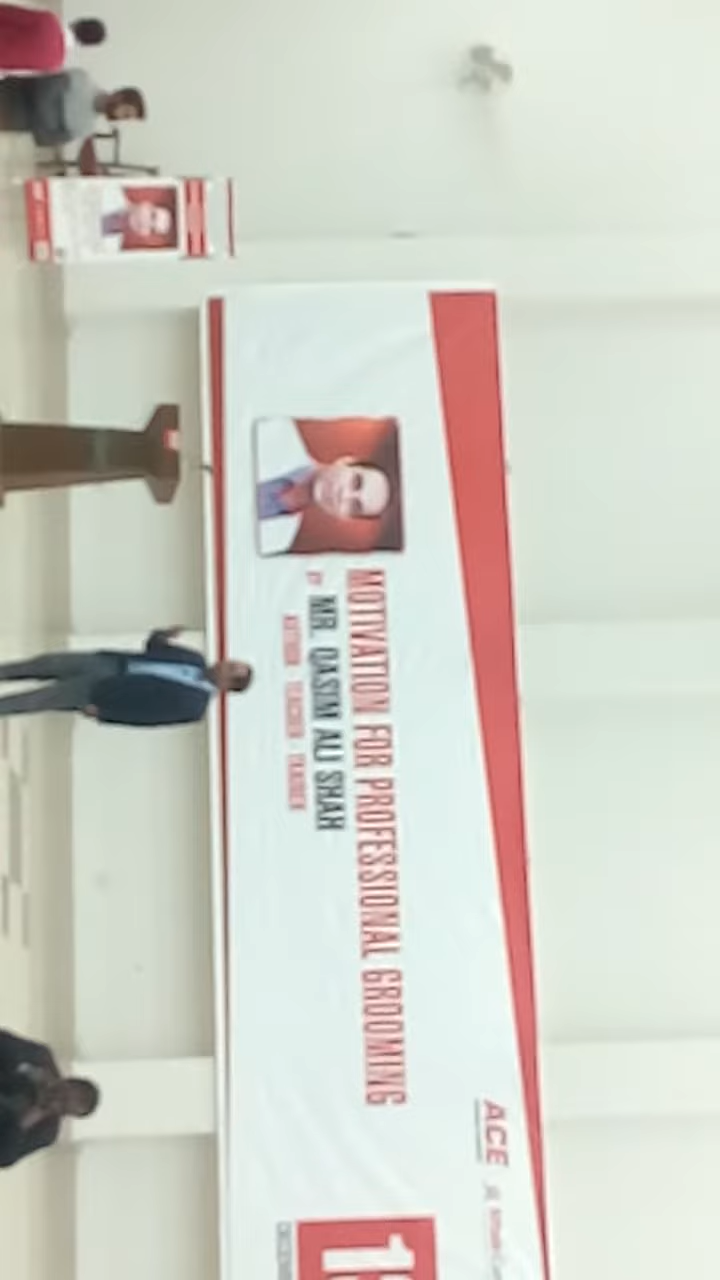 ACE
MOTIVATION FOR PROFESSIONAL GROOMING
BY
MR. QASIM ALI SHAH
AUTHOR TEACHER TRAINER